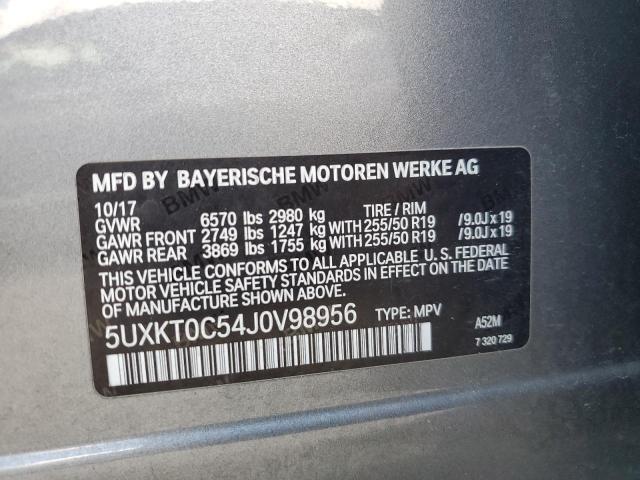 MFD BY BAYERISCHE MOTOREN WERKE AG
10/17
GVWR 6570 lbs 2980 kg TIRE / RIM
GAWR FRONT 2749 lbs 1247 kg WITH 255/50 R19 /9.0J x 19
GAWR REAR 3869 lbs 1755 kg WITH 255/50 R19 /9.0J x 19
THIS VEHICLE CONFORMS TO ALL APPLICABLE U. S. FEDERAL
MOTOR VEHICLE SAFETY STANDARDS IN EFFECT ON THE
DATE OF MANUFACTURE SHOWN ABOVE.
5UXKT0C54J0V98956 TYPE: MPV A52M
7 320 729